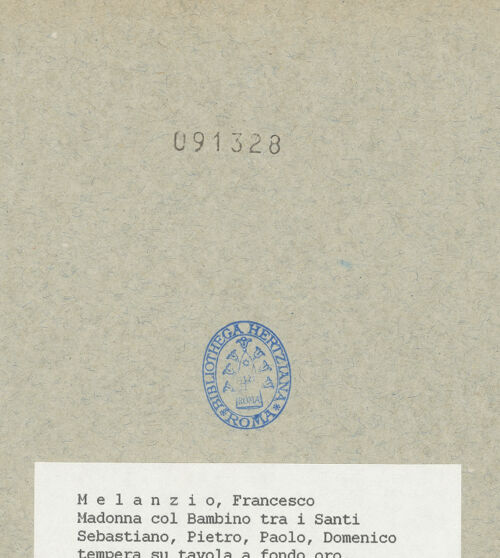 091328
BIBLIOTHECA HERTZIANA
ROMA
ROMA
M e l a n z i o, Francesco
Madonna col Bambino tra i Santi
Sebastiano, Pietro, Paolo, Domenico
tempera su tavola a fondo oro